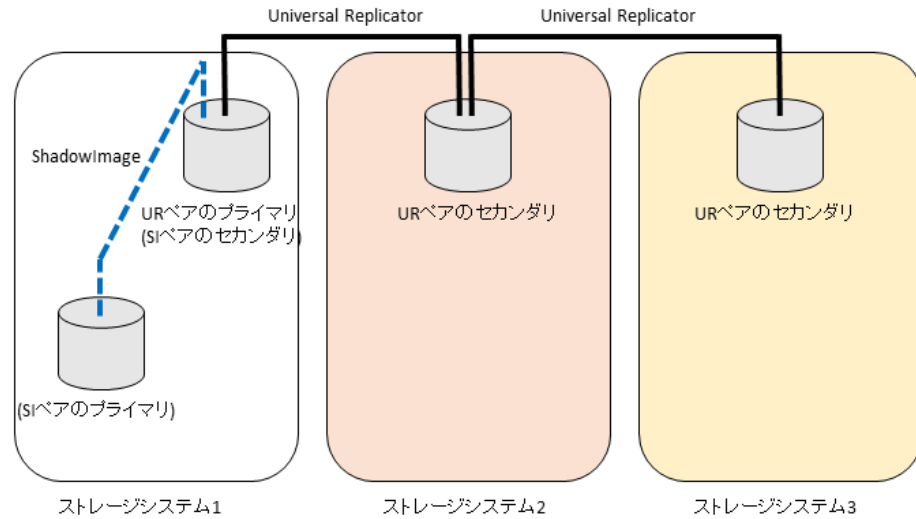 Universal Replicator
Universal Replicator
ShadowImage
URペアのプライマリ
(SIペアのセカンダリ)
URペアのセカンダリ
URペアのセカンダリ
(SIペアのプライマリ)
ストレージシステム1
ストレージシステム2
ストレージシステム3